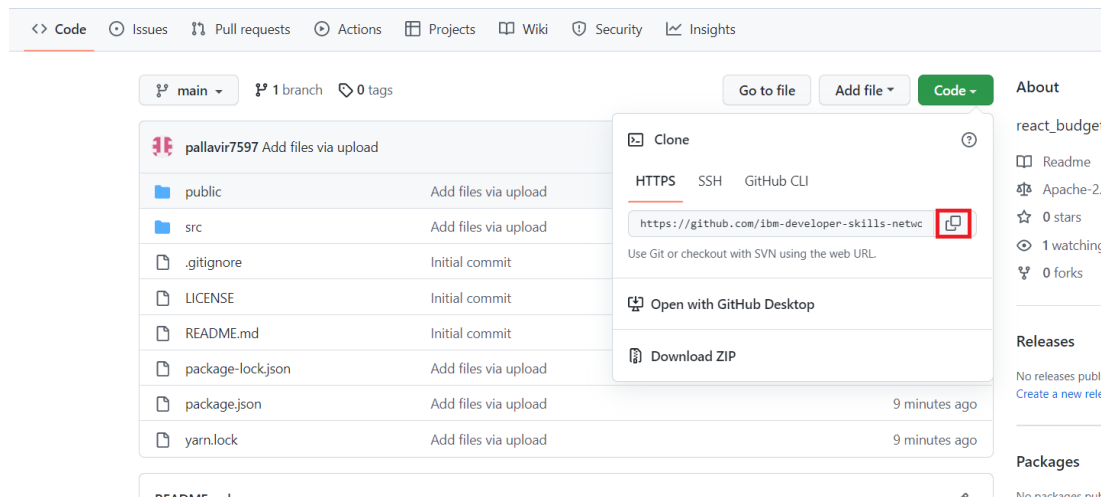 Code Issues Pull requests Actions Projects Wiki Security Insights
main 1 branch 0 tags Go to file Add file Code
About
react_budge
pallavir7597 Add files via upload
Clone
HTTPS SSH GitHub CLI
https://github.com/ibm-developer-skills-netwo
Use Git or checkout with SVN using the web URL.
Open with GitHub Desktop
Download ZIP
public Add files via upload
src Add files via upload
.gitignore Initial commit
LICENSE Initial commit
README.md Initial commit
package-lock.json Add files via upload
package.json Add files via upload 9 minutes ago
yarn.lock Add files via upload 9 minutes ago
Readme
Apache-2.
0 stars
1 watching
0 forks
Releases
No releases publ
Create a new rele
Packages